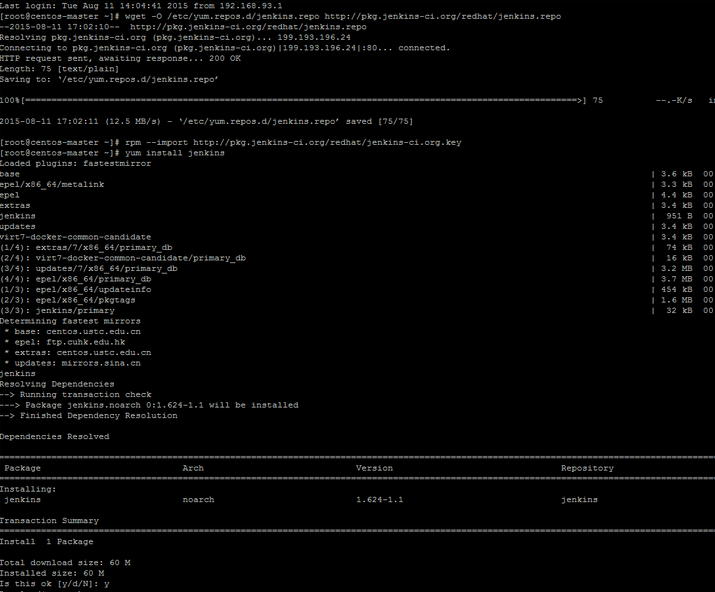 Last login: Tue Aug 11 14:04:41 2015 from 192.168.93.1
[root@centos-master ~]# wget -O /etc/yum.repos.d/jenkins.repo http://pkg.jenkins-ci.org/redhat/jenkins.repo
--2015-08-11 17:02:10--  http://pkg.jenkins-ci.org/redhat/jenkins.repo
Resolving pkg.jenkins-ci.org (pkg.jenkins-ci.org)... 199.193.196.24
Connecting to pkg.jenkins-ci.org (pkg.jenkins-ci.org)|199.193.196.24|:80... connected.
HTTP request sent, awaiting response... 200 OK
Length: 75 [text/plain]
Saving to: ‘/etc/yum.repos.d/jenkins.repo’
100%[=====================================================================================================>] 75          --.-K/s   in
2015-08-11 17:02:11 (12.5 MB/s) - ‘/etc/yum.repos.d/jenkins.repo’ saved [75/75]
[root@centos-master ~]# rpm --import http://pkg.jenkins-ci.org/redhat/jenkins-ci.org.key
[root@centos-master ~]# yum install jenkins
Loaded plugins: fastestmirror
base | 3.6 kB  00
epel/x86_64/metalink | 3.3 kB  00
epel | 4.4 kB  00
extras | 3.4 kB  00
jenkins |  951 B  00
updates | 3.4 kB  00
virt7-docker-common-candidate | 3.4 kB  00
(1/4): extras/7/x86_64/primary_db |  74 kB  00
(2/4): virt7-docker-common-candidate/primary_db |  16 kB  00
(3/4): updates/7/x86_64/primary_db | 3.2 MB  00
(4/4): epel/x86_64/primary_db | 3.7 MB  00
(1/3): epel/x86_64/updateinfo | 454 kB  00
(2/3): epel/x86_64/pkgtags | 1.6 MB  00
(3/3): jenkins/primary |  32 kB  00
Determining fastest mirrors
 * base: centos.ustc.edu.cn
 * epel: ftp.cuhk.edu.hk
 * extras: centos.ustc.edu.cn
 * updates: mirrors.sina.cn
jenkins
Resolving Dependencies
--> Running transaction check
---> Package jenkins.noarch 0:1.624-1.1 will be installed
--> Finished Dependency Resolution
Dependencies Resolved
Package Arch Version Repository
Installing:
 jenkins noarch 1.624-1.1 jenkins
Transaction Summary
Install  1 Package
Total download size: 60 M
Installed size: 60 M
Is this ok [y/d/N]: y